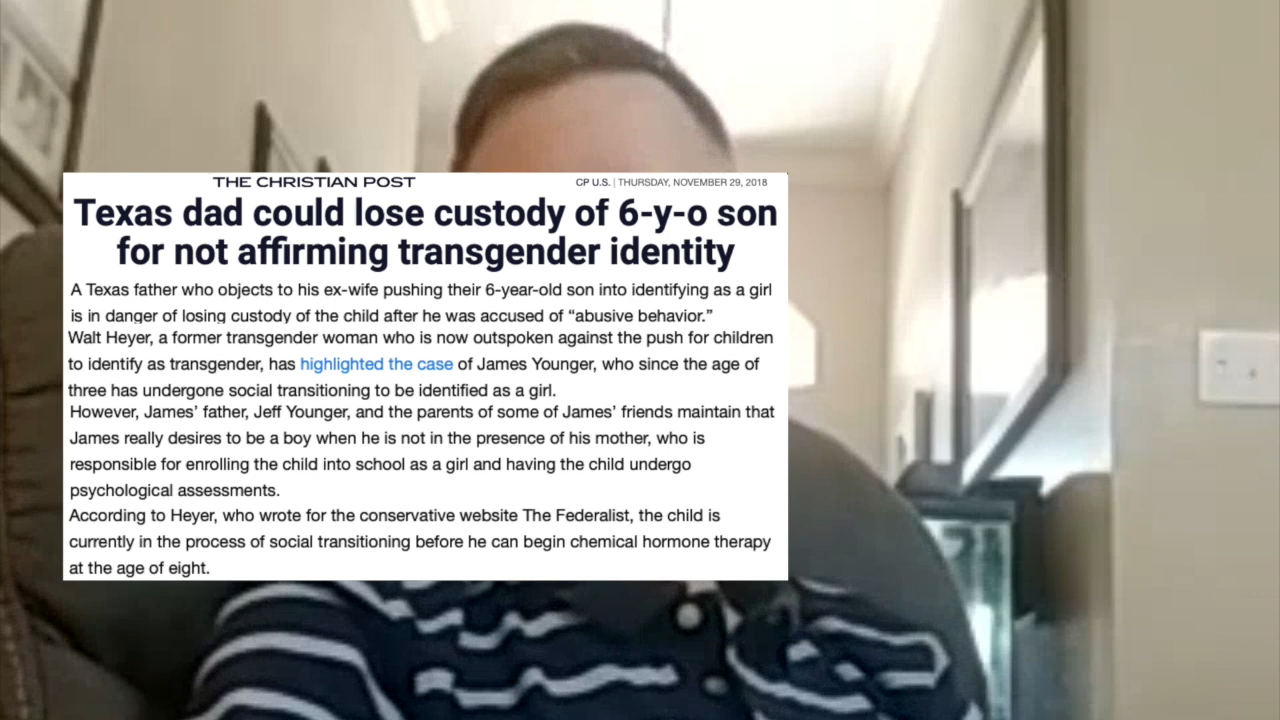 THE CHRISTIAN POST
CP U.S. | THURSDAY, NOVEMBER 29, 2018
Texas dad could lose custody of 6-y-o son
for not affirming transgender identity
A Texas father who objects to his ex-wife pushing their 6-year-old son into identifying as a girl
is in danger of losing custody of the child after he was accused of “abusive behavior.”
Walt Heyer, a former transgender woman who is now outspoken against the push for children
to identify as transgender, has highlighted the case of James Younger, who since the age of
three has undergone social transitioning to be identified as a girl.
However, James’ father, Jeff Younger, and the parents of some of James’ friends maintain that
James really desires to be a boy when he is not in the presence of his mother, who is
responsible for enrolling the child into school as a girl and having the child undergo
psychological assessments.
According to Heyer, who wrote for the conservative website The Federalist, the child is
currently in the process of social transitioning before he can begin chemical hormone therapy
at the age of eight.